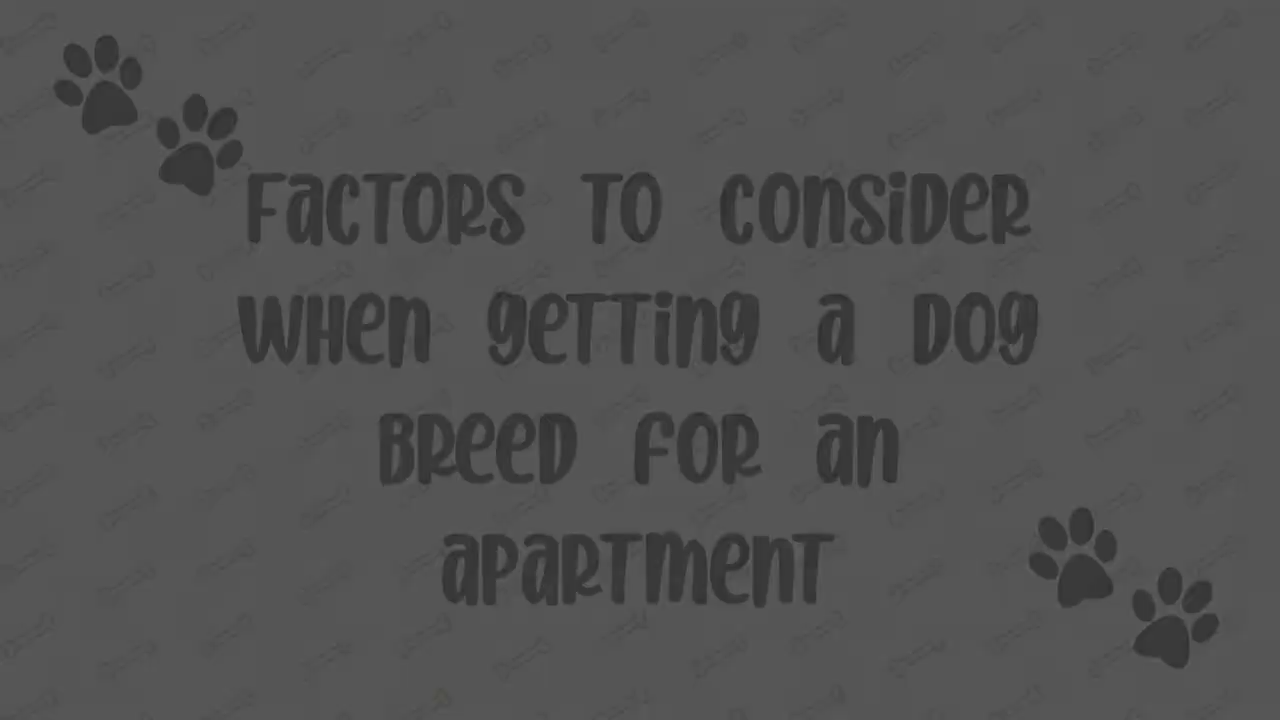 Factors to consider
when getting a dog
breed for an
apartment